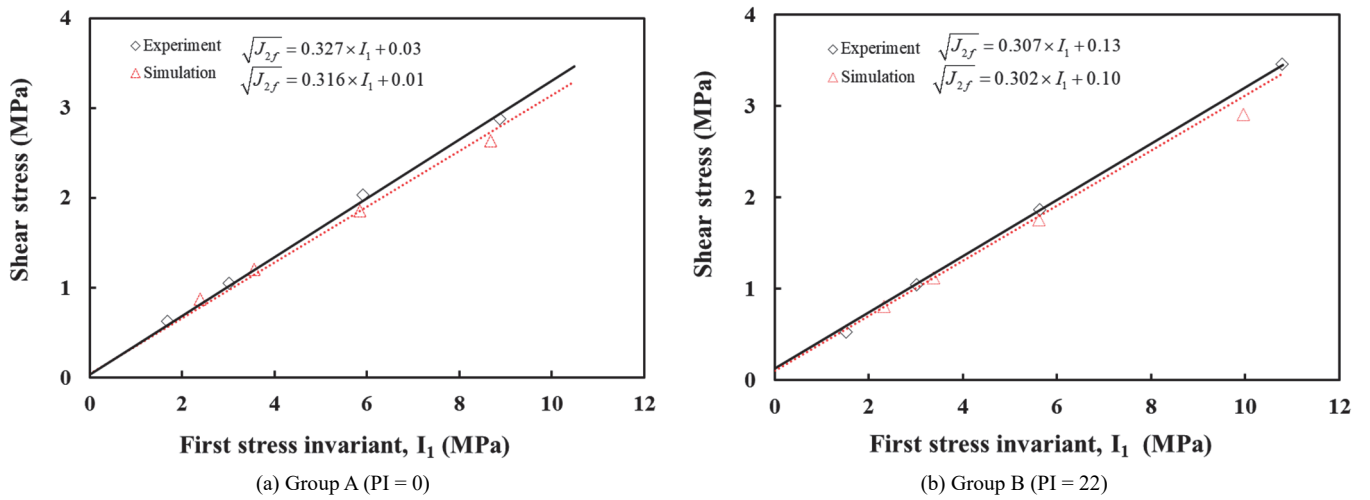 4
3
2
1
0
Shear stress (MPa)
Experiment √J2f = 0.327 × I1 + 0.03
Simulation √J2f = 0.316 × I1 + 0.01
0 2 4 6 8 10 12
First stress invariant, I1 (MPa)
(a) Group A (PI = 0)
4
3
2
1
0
Shear stress (MPa)
Experiment √J2f = 0.307 × I1 + 0.13
Simulation √J2f = 0.302 × I1 + 0.10
0 2 4 6 8 10 12
First stress invariant, I1 (MPa)
(b) Group B (PI = 22)